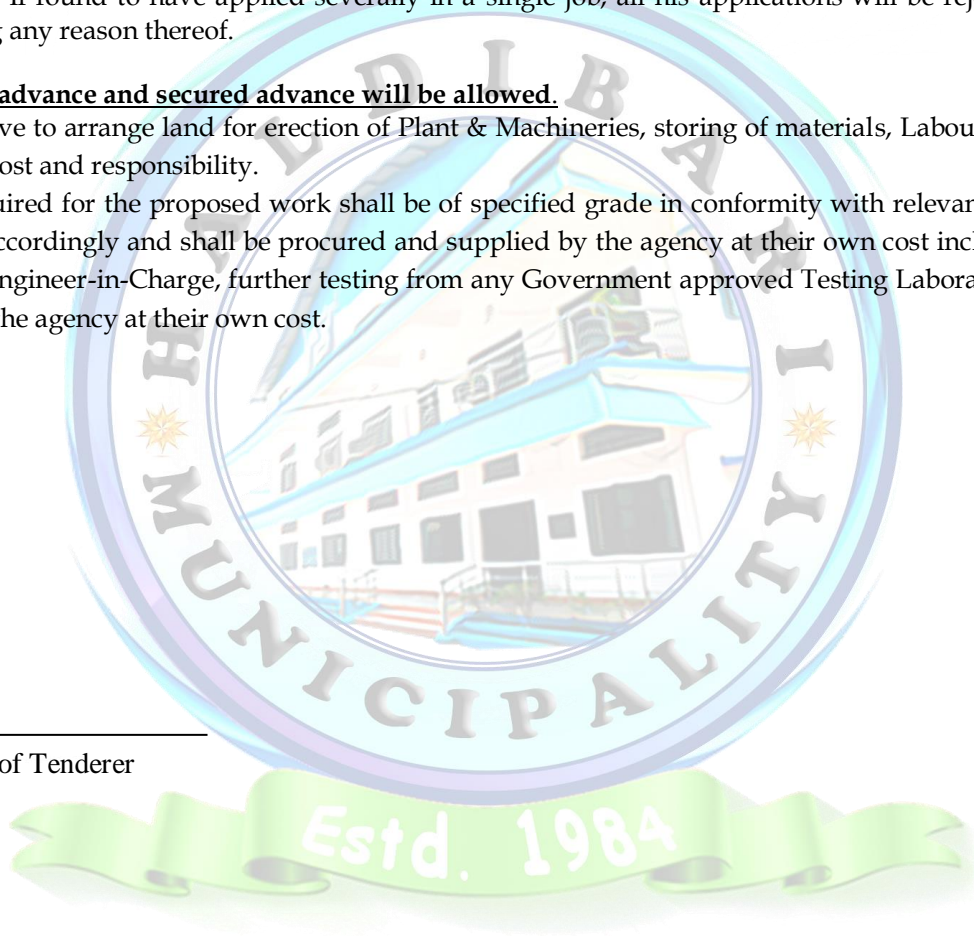 If found to have applied severally in a single job, all his applications will be rej
g any reason thereof.
advance and secured advance will be allowed.
ve to arrange land for erection of Plant & Machineries, storing of materials, Labou
ost and responsibility.
uired for the proposed work shall be of specified grade in conformity with relevan
ccordingly and shall be procured and supplied by the agency at their own cost incl
ngineer-in-Charge, further testing from any Government approved Testing Labora
the agency at their own cost.
HALDIBARI
MUNICIPALITY
of Tenderer
Estd. 1984